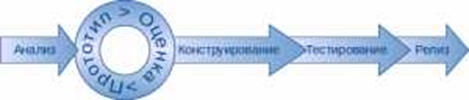 Анализ
Прототип > Оценка >
Конструирование
Тестирование
Релиз